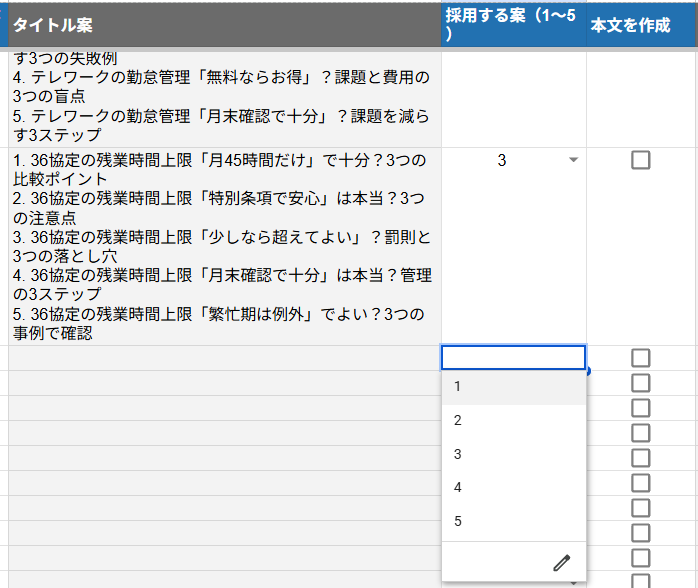 タイトル案
採用する案（1～5
）
本文を作成
す3つの失敗例
4. テレワークの勤怠管理「無料ならお得」？課題と費用の
3つの盲点
5. テレワークの勤怠管理「月末確認で十分」？課題を減ら
す3ステップ
1. 36協定の残業時間上限「月45時間だけ」で十分？3つの
比較ポイント
2. 36協定の残業時間上限「特別条項で安心」は本当？3つ
の注意点
3. 36協定の残業時間上限「少しなら超えてよい」？罰則と
3つの落とし穴
4. 36協定の残業時間上限「月末確認で十分」は本当？管理
の3ステップ
5. 36協定の残業時間上限「繁忙期は例外」でよい？3つの
事例で確認
3
1
2
3
4
5